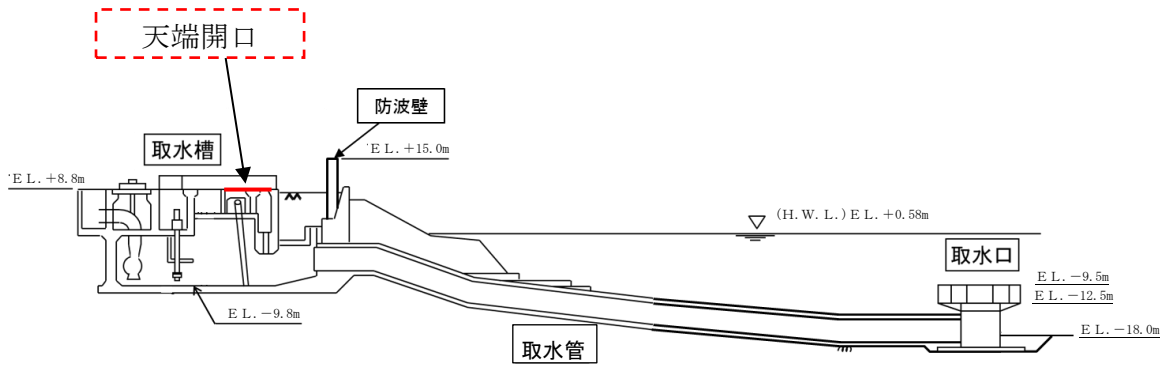 天端開口
防波壁
取水槽
EL.+15.0m
EL.+8.8m
(H.W.L.)EL.+0.58m
取水口
EL.-9.5m
EL.-12.5m
EL.-9.8m
EL.-18.0m
取水管